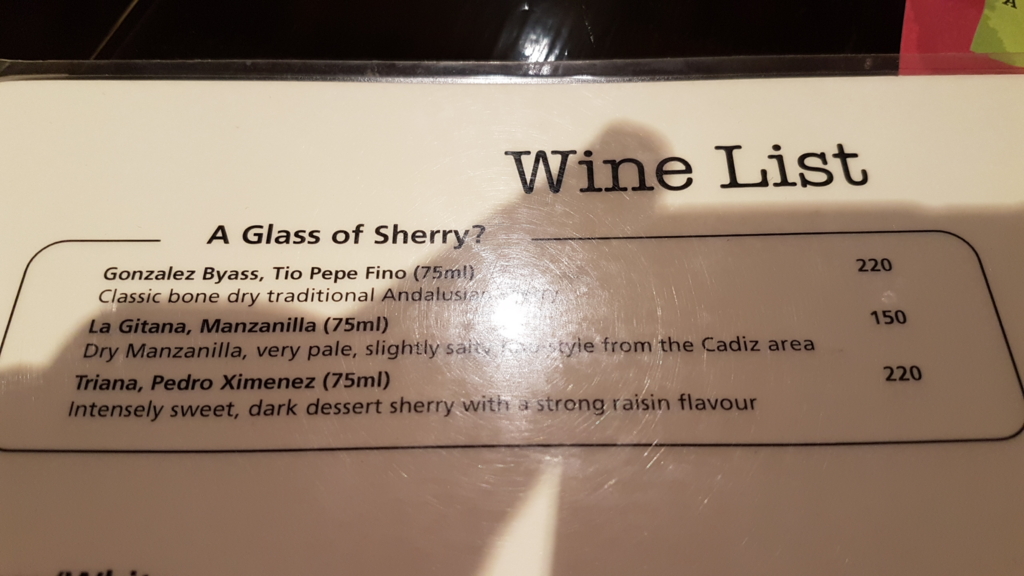 Wine List
A Glass of Sherry?
Gonzalez Byass, Tio Pepe Fino (75ml) 220
Classic bone dry traditional Andalusian
La Gitana, Manzanilla (75ml) 150
Dry Manzanilla, very pale, slightly salty style from the Cadiz area
Triana, Pedro Ximenez (75ml) 220
Intensely sweet, dark dessert sherry with a strong raisin flavour